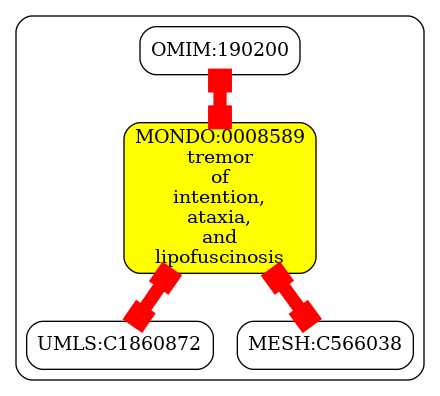 OMIM:190200
MONDO:0008589
tremor
of
intention,
ataxia,
and
lipofuscinosis
UMLS:C1860872
MESH:C566038